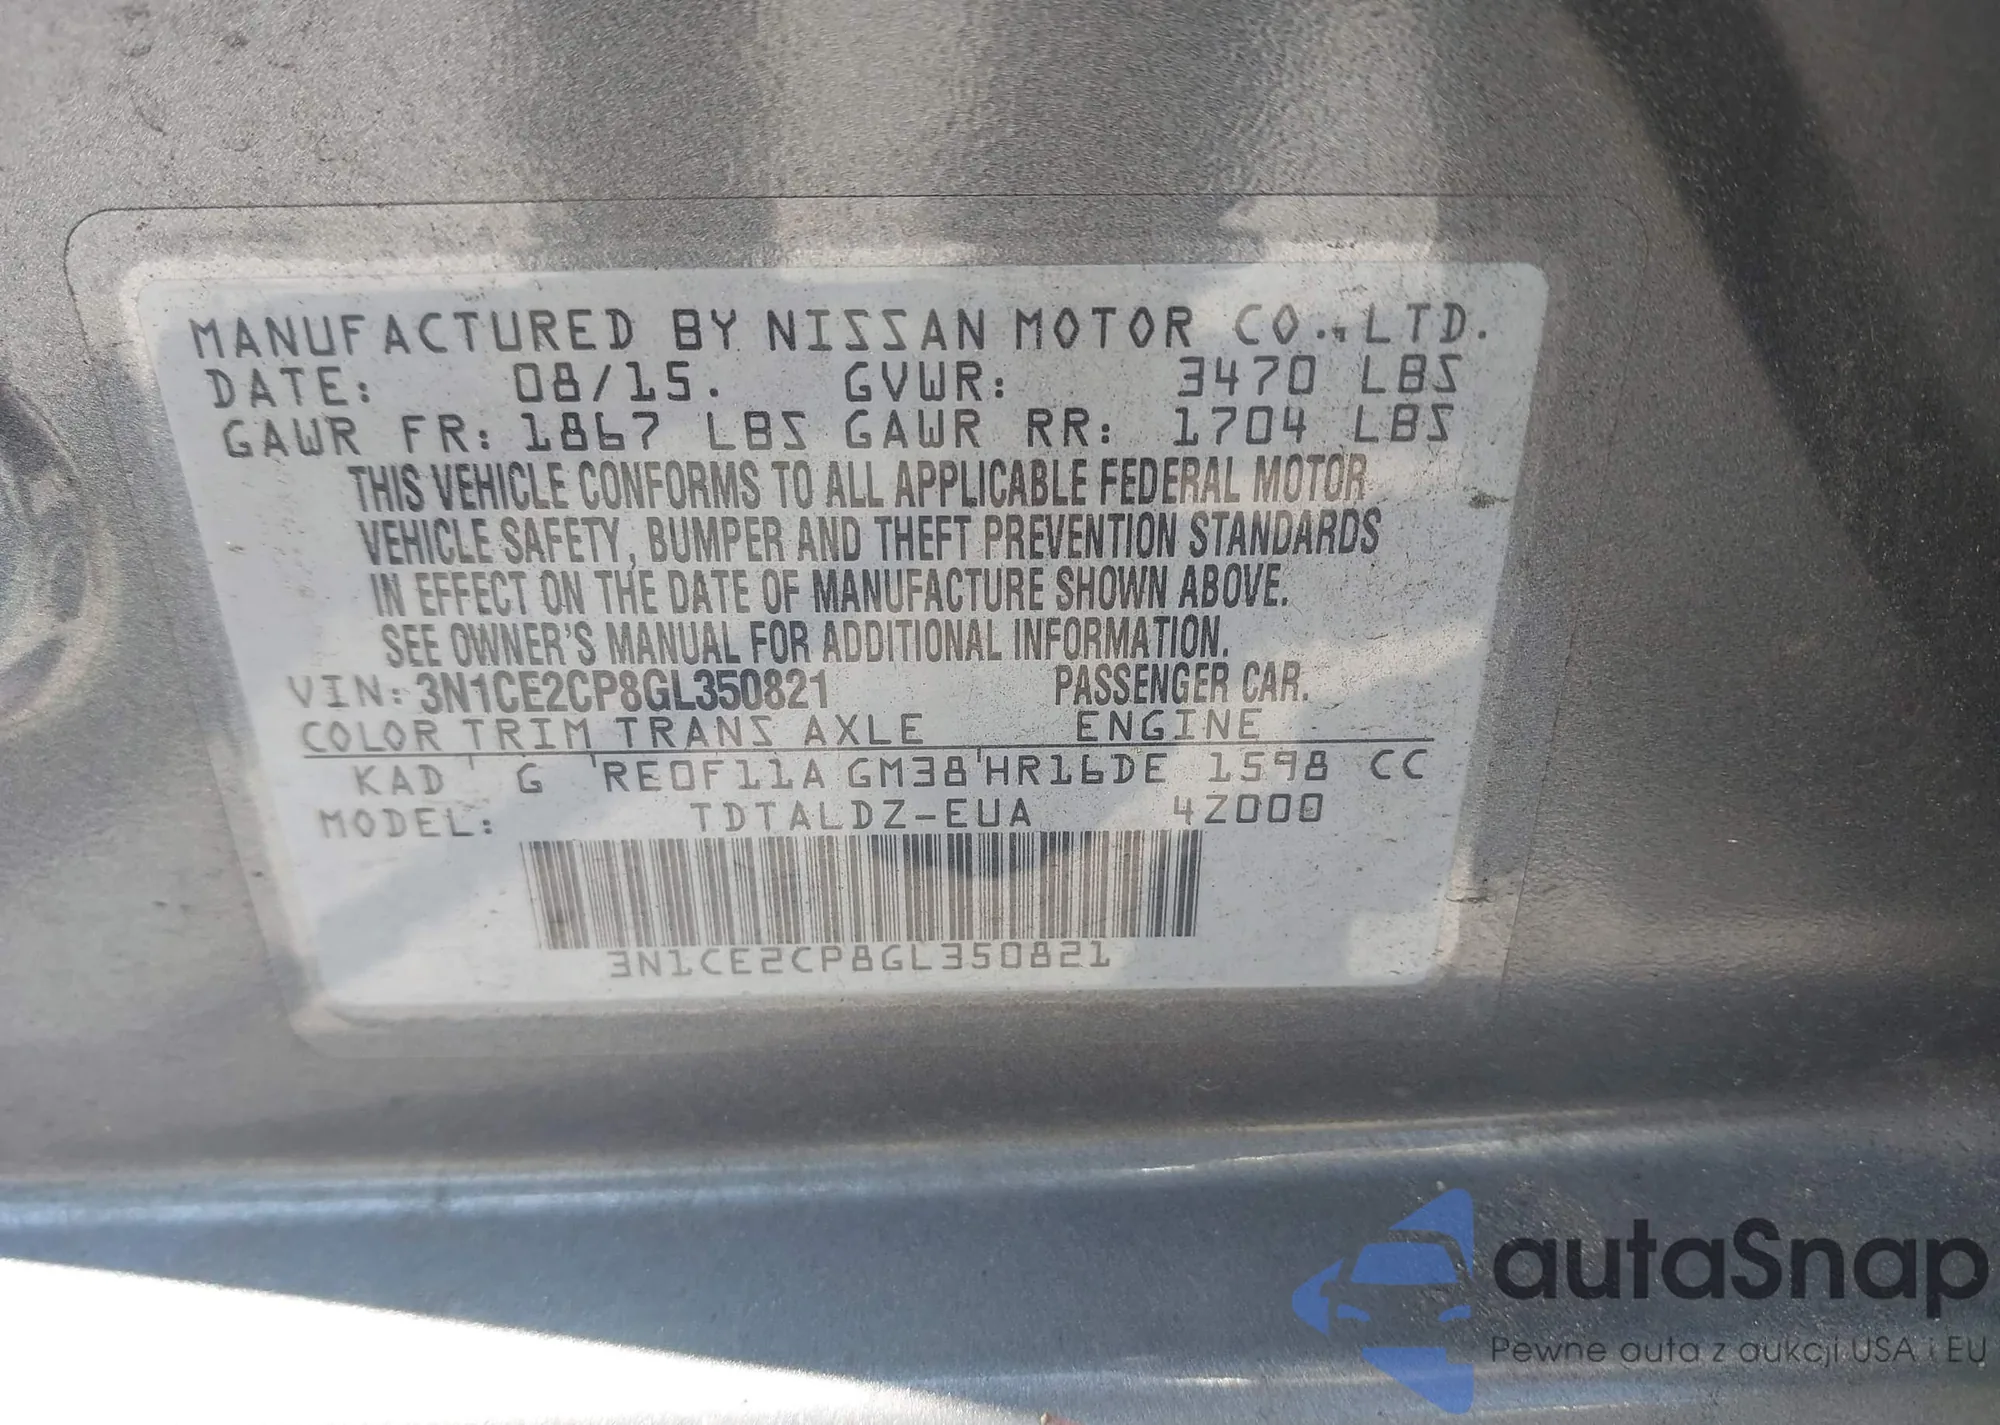 MANUFACTURED BY NISSAN MOTOR CO., LTD.
DATE: 08/15. GVWR: 3470 LBS
GAWR FR: 1867 LBS GAWR RR: 1704 LBS
THIS VEHICLE CONFORMS TO ALL APPLICABLE FEDERAL MOTOR
VEHICLE SAFETY, BUMPER AND THEFT PREVENTION STANDARDS
IN EFFECT ON THE DATE OF MANUFACTURE SHOWN ABOVE.
SEE OWNER'S MANUAL FOR ADDITIONAL INFORMATION.
VIN: 3N1CE2CP8GL350821 PASSENGER CAR.
COLOR TRIM TRANS AXLE ENGINE
KAD ' G 'RE0F11A GM38'HR16DE 1598 CC
MODEL: TDTALDZ-EUA 4Z000
3N1CE2CP8GL350821
autaSnap
Pewne auta z aukcji USA i EU